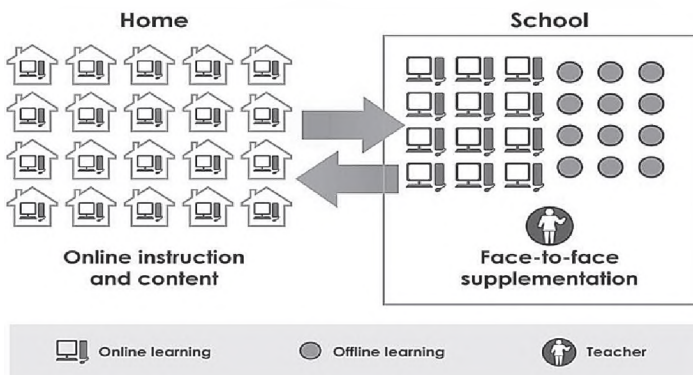 Home
School
Online instruction
and content
Face-to-face
supplementation
Online learning
Offline learning
Teacher